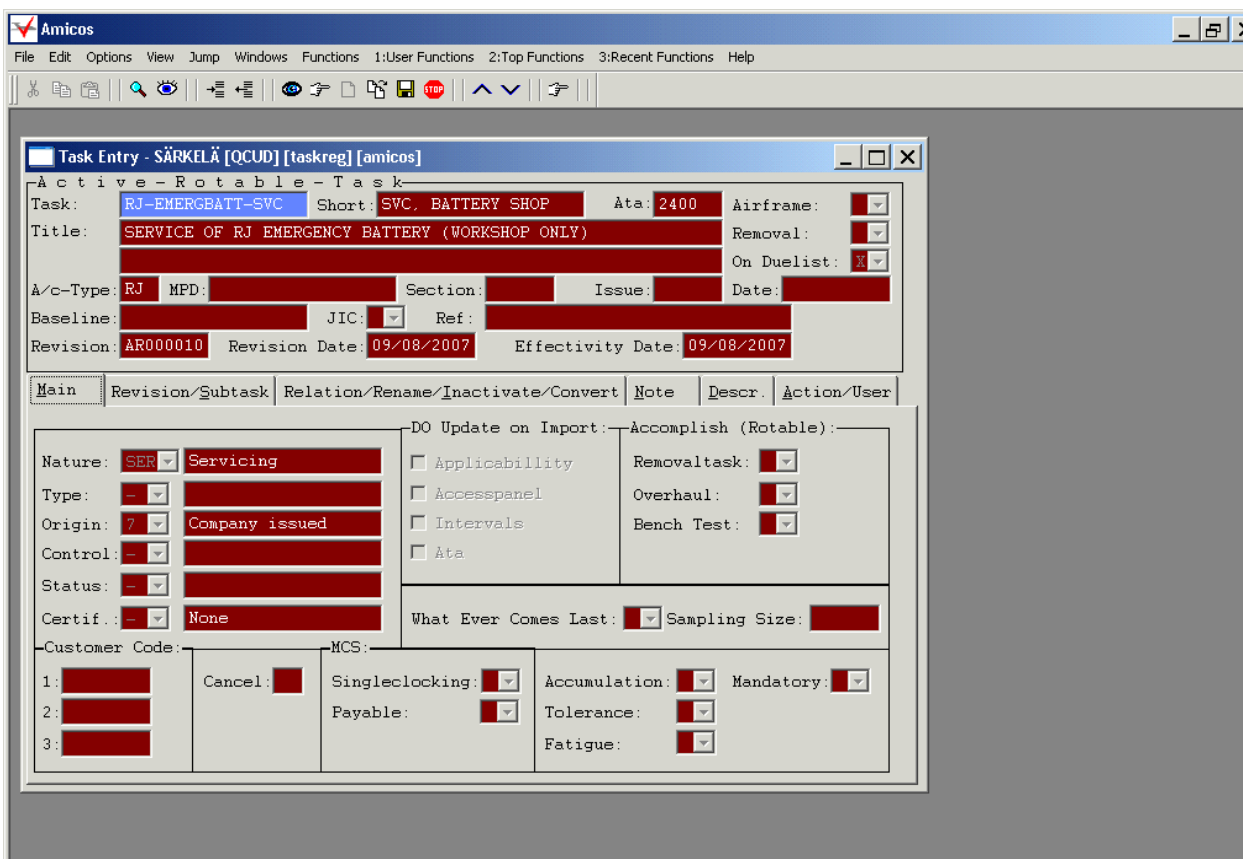 Amicos
File Edit Options View Jump Windows Functions 1:User Functions 2:Top Functions 3:Recent Functions Help
STOP
Task Entry - SÄRKELÄ [QCUD] [taskreg] [amicos]
Active-Rotable-Task
Task: RJ-EMERGBATT-SVC Short: SVC, BATTERY SHOP Ata: 2400 Airframe:
Title: SERVICE OF RJ EMERGENCY BATTERY (WORKSHOP ONLY) Removal:
On Duelist: X
A/c-Type: RJ MPD: Section: Issue: Date:
Baseline: JIC: Ref:
Revision: AR000010 Revision Date: 09/08/2007 Effectivity Date: 09/08/2007
Main Revision/Subtask Relation/Rename/Inactivate/Convert Note Descr. Action/User
DO Update on Import: Accomplish (Rotable):
Nature: SER Servicing Applicabillity Removaltask:
Type: - Accesspanel Overhaul:
Origin: 7 Company issued Intervals Bench Test:
Control: - Ata
Status: -
Certif.: - None What Ever Comes Last: Sampling Size:
Customer Code: MCS:
1: Cancel: Singleclocking: Accumulation: Mandatory:
2: Payable: Tolerance:
3: Fatigue: